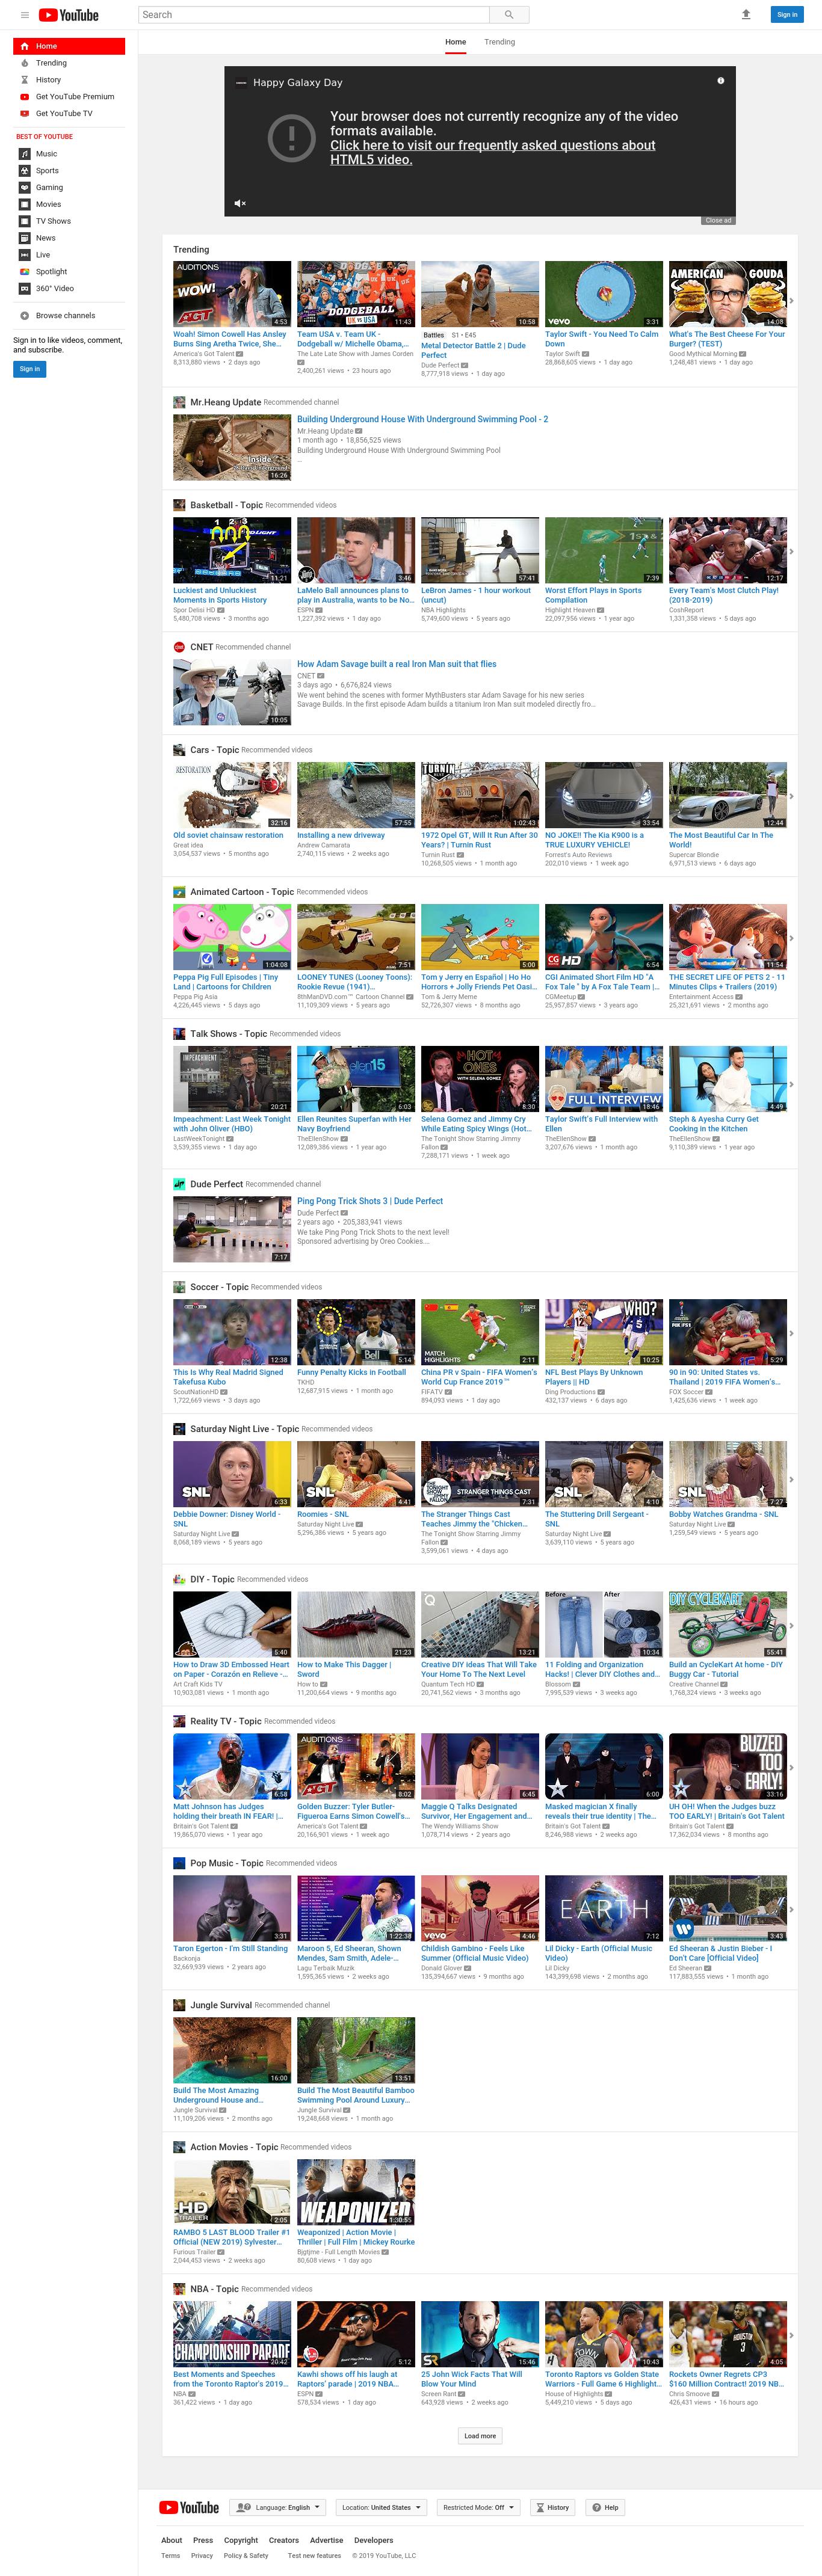 YouTube
Search
Sign in
Home
Trending
History
Get YouTube Premium
Get YouTube TV
BEST OF YOUTUBE
Music
Sports
Gaming
Movies
TV Shows
News
Live
Spotlight
360° Video
Browse channels
Sign in to like videos, comment,
and subscribe.
Sign in
Home Trending
Happy Galaxy Day
Your browser does not currently recognize any of the video
formats available.
Click here to visit our frequently asked questions about
HTML5 video.
Close ad
Trending
AUDITIONS
WOW!
AGT
4:53
Woah! Simon Cowell Has Ansley
Burns Sing Aretha Twice, She...
America's Got Talent
8,313,880 views • 2 days ago
DODGEBALL
US vs USA
11:43
Team USA v. Team UK -
Dodgeball w/ Michelle Obama,...
The Late Late Show with James Corden
2,400,261 views • 23 hours ago
10:58
Battles S1 • E45
Metal Detector Battle 2 | Dude
Perfect
Dude Perfect
8,777,918 views • 1 day ago
vevo
3:31
Taylor Swift - You Need To Calm
Down
Taylor Swift
28,868,605 views • 1 day ago
AMERICAN GOUDA
14:08
What's The Best Cheese For Your
Burger? (TEST)
Good Mythical Morning
1,248,481 views • 1 day ago
Mr.Heang Update Recommended channel
Inside
16:26
Building Underground House With Underground Swimming Pool - 2
Mr.Heang Update
1 month ago • 18,856,525 views
Building Underground House With Underground Swimming Pool
...
Basketball - Topic Recommended videos
1 2 3
11:21
Luckiest and Unluckiest
Moments in Sports History
Spor Delisi HD
5,480,708 views • 3 months ago
3:46
LaMelo Ball announces plans to
play in Australia, wants to be No...
ESPN
1,227,392 views • 1 day ago
57:41
LeBron James - 1 hour workout
(uncut)
NBA Highlights
5,749,600 views • 5 years ago
7:39
Worst Effort Plays in Sports
Compilation
Highlight Heaven
22,097,956 views • 1 year ago
12:17
Every Team's Most Clutch Play!
(2018-2019)
CoshReport
1,331,358 views • 5 days ago
CNET Recommended channel
10:05
How Adam Savage built a real Iron Man suit that flies
CNET
3 days ago • 6,676,824 views
We went behind the scenes with former MythBusters star Adam Savage for his new series
Savage Builds. In the first episode Adam builds a titanium Iron Man suit modeled directly fro...
Cars - Topic Recommended videos
RESTORATION
32:16
Old soviet chainsaw restoration
Great idea
3,054,537 views • 5 months ago
57:55
Installing a new driveway
Andrew Camarata
2,740,115 views • 2 weeks ago
TURNIN
1:02:43
1972 Opel GT, Will It Run After 30
Years? | Turnin Rust
Turnin Rust
10,268,505 views • 1 month ago
33:54
NO JOKE!! The Kia K900 is a
TRUE LUXURY VEHICLE!
Forrest's Auto Reviews
202,010 views • 1 week ago
12:44
The Most Beautiful Car In The
World!
Supercar Blondie
6,971,513 views • 6 days ago
Animated Cartoon - Topic Recommended videos
1:04:08
Peppa Pig Full Episodes | Tiny
Land | Cartoons for Children
Peppa Pig Asia
4,226,445 views • 5 days ago
7:51
LOONEY TUNES (Looney Toons):
Rookie Revue (1941)...
8thManDVD.com™ Cartoon Channel
11,109,309 views • 5 years ago
5:00
Tom y Jerry en Español | Ho Ho
Horrors + Jolly Friends Pet Oasi...
Tom & Jerry Meme
52,726,307 views • 8 months ago
CG HD
6:54
CGI Animated Short Film HD "A
Fox Tale " by A Fox Tale Team |...
CGMeetup
25,957,857 views • 3 years ago
11:54
THE SECRET LIFE OF PETS 2 - 11
Minutes Clips + Trailers (2019)
Entertainment Access
25,321,691 views • 2 months ago
Talk Shows - Topic Recommended videos
IMPEACHMENT
20:21
Impeachment: Last Week Tonight
with John Oliver (HBO)
LastWeekTonight
3,539,355 views • 1 day ago
ellen15
6:03
Ellen Reunites Superfan with Her
Navy Boyfriend
TheEllenShow
12,089,386 views • 1 year ago
HOT ONES
WITH SELENA GOMEZ
8:30
Selena Gomez and Jimmy Cry
While Eating Spicy Wings (Hot...
The Tonight Show Starring Jimmy
Fallon
7,288,171 views • 1 week ago
FULL INTERVIEW
18:46
Taylor Swift's Full Interview with
Ellen
TheEllenShow
3,207,676 views • 1 month ago
4:49
Steph & Ayesha Curry Get
Cooking in the Kitchen
TheEllenShow
9,110,389 views • 1 year ago
Dude Perfect Recommended channel
7:17
Ping Pong Trick Shots 3 | Dude Perfect
Dude Perfect
2 years ago • 205,383,941 views
We take Ping Pong Trick Shots to the next level!
Sponsored advertising by Oreo Cookies....
Soccer - Topic Recommended videos
12:38
This Is Why Real Madrid Signed
Takefusa Kubo
ScoutNationHD
1,722,669 views • 3 days ago
Bell
5:14
Funny Penalty Kicks in Football
TKHD
12,687,915 views • 1 month ago
MATCH
HIGHLIGHTS
2:11
China PR v Spain - FIFA Women's
World Cup France 2019™
FIFATV
894,093 views • 1 day ago
WHO?
10:25
NFL Best Plays By Unknown
Players || HD
Ding Productions
432,137 views • 6 days ago
5:29
90 in 90: United States vs.
Thailand | 2019 FIFA Women's...
FOX Soccer
1,425,636 views • 1 week ago
Saturday Night Live - Topic Recommended videos
SNL
6:33
Debbie Downer: Disney World -
SNL
Saturday Night Live
8,068,189 views • 5 years ago
SNL
4:41
Roomies - SNL
Saturday Night Live
5,296,386 views • 5 years ago
STRANGER THINGS CAST
7:31
The Stranger Things Cast
Teaches Jimmy the "Chicken...
The Tonight Show Starring Jimmy
Fallon
3,599,061 views • 4 days ago
SNL
4:10
The Stuttering Drill Sergeant -
SNL
Saturday Night Live
3,639,110 views • 5 years ago
SNL
7:27
Bobby Watches Grandma - SNL
Saturday Night Live
1,259,549 views • 5 years ago
DIY - Topic Recommended videos
5:40
How to Draw 3D Embossed Heart
on Paper - Corazón en Relieve -...
Art Craft Kids TV
10,903,081 views • 1 month ago
21:23
How to Make This Dagger |
Sword
How to
11,200,664 views • 9 months ago
13:21
Creative DIY ideas That Will Take
Your Home To The Next Level
Quantum Tech HD
20,741,562 views • 3 months ago
Before After
10:34
11 Folding and Organization
Hacks! | Clever DIY Clothes and...
Blossom
7,995,539 views • 3 weeks ago
DIY CYCLEKART
55:41
Build an CycleKart At home - DIY
Buggy Car - Tutorial
Creative Channel
1,768,324 views • 3 weeks ago
Reality TV - Topic Recommended videos
6:58
Matt Johnson has Judges
holding their breath IN FEAR! |...
Britain's Got Talent
19,865,070 views • 1 year ago
AUDITIONS
AGT
8:02
Golden Buzzer: Tyler Butler-
Figueroa Earns Simon Cowell's...
America's Got Talent
20,166,901 views • 1 week ago
6:45
Maggie Q Talks Designated
Survivor, Her Engagement and...
The Wendy Williams Show
1,078,714 views • 2 years ago
6:00
Masked magician X finally
reveals their true identity | The...
Britain's Got Talent
8,246,988 views • 2 weeks ago
BUZZED
TOO
EARLY!
33:16
UH OH! When the Judges buzz
TOO EARLY! | Britain's Got Talent
Britain's Got Talent
17,362,034 views • 8 months ago
Pop Music - Topic Recommended videos
3:31
Taron Egerton - I'm Still Standing
Backonja
32,669,939 views • 2 years ago
1:22:38
Maroon 5, Ed Sheeran, Shown
Mendes, Sam Smith, Adele-...
Lagu Terbaik Muzik
1,595,365 views • 2 weeks ago
vevo
4:46
Childish Gambino - Feels Like
Summer (Official Music Video)
Donald Glover
135,394,667 views • 9 months ago
EARTH
7:12
Lil Dicky - Earth (Official Music
Video)
Lil Dicky
143,399,698 views • 2 months ago
3:43
Ed Sheeran & Justin Bieber - I
Don't Care [Official Video]
Ed Sheeran
117,883,555 views • 1 month ago
Jungle Survival Recommended channel
16:00
Build The Most Amazing
Underground House and...
Jungle Survival
11,109,206 views • 2 months ago
13:51
Build The Most Beautiful Bamboo
Swimming Pool Around Luxury...
Jungle Survival
19,248,668 views • 1 month ago
Action Movies - Topic Recommended videos
HD
TRAILER
2:05
RAMBO 5 LAST BLOOD Trailer #1
Official (NEW 2019) Sylvester...
Furious Trailer
2,044,453 views • 2 weeks ago
WEAPONiZED
1:30:55
Weaponized | Action Movie |
Thriller | Full Film | Mickey Rourke
Bjgtjme - Full Length Movies
80,608 views • 1 day ago
NBA - Topic Recommended videos
CHAMPIONSHIP PARADE
20:42
Best Moments and Speeches
from the Toronto Raptor's 2019...
NBA
361,422 views • 1 day ago
5:12
Kawhi shows off his laugh at
Raptors' parade | 2019 NBA...
ESPN
578,534 views • 1 day ago
SR
15:46
25 John Wick Facts That Will
Blow Your Mind
Screen Rant
643,928 views • 2 weeks ago
10:43
Toronto Raptors vs Golden State
Warriors - Full Game 6 Highlight...
House of Highlights
5,449,210 views • 5 days ago
HOUSTON
3
4:05
Rockets Owner Regrets CP3
$160 Million Contract! 2019 NB...
Chris Smoove
426,431 views • 16 hours ago
Load more
YouTube
Language: English
Location: United States
Restricted Mode: Off
History
Help
About Press Copyright Creators Advertise Developers
Terms Privacy Policy & Safety Test new features © 2019 YouTube, LLC